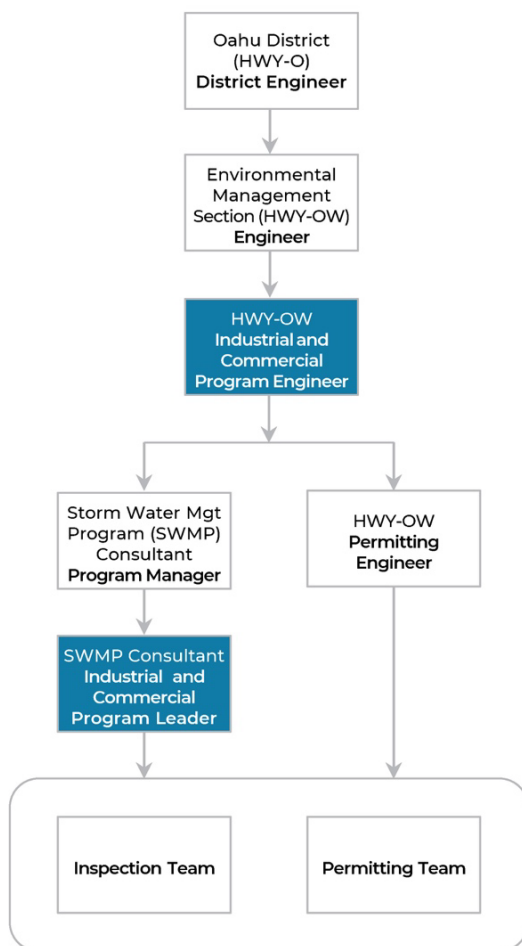 Oahu District
(HWY-O)
District Engineer
Environmental
Management
Section (HWY-OW)
Engineer
HWY-OW
Industrial and
Commercial
Program Engineer
Storm Water Mgt
Program (SWMP)
Consultant
Program Manager
HWY-OW
Permitting
Engineer
SWMP Consultant
Industrial and
Commercial
Program Leader
Inspection Team
Permitting Team